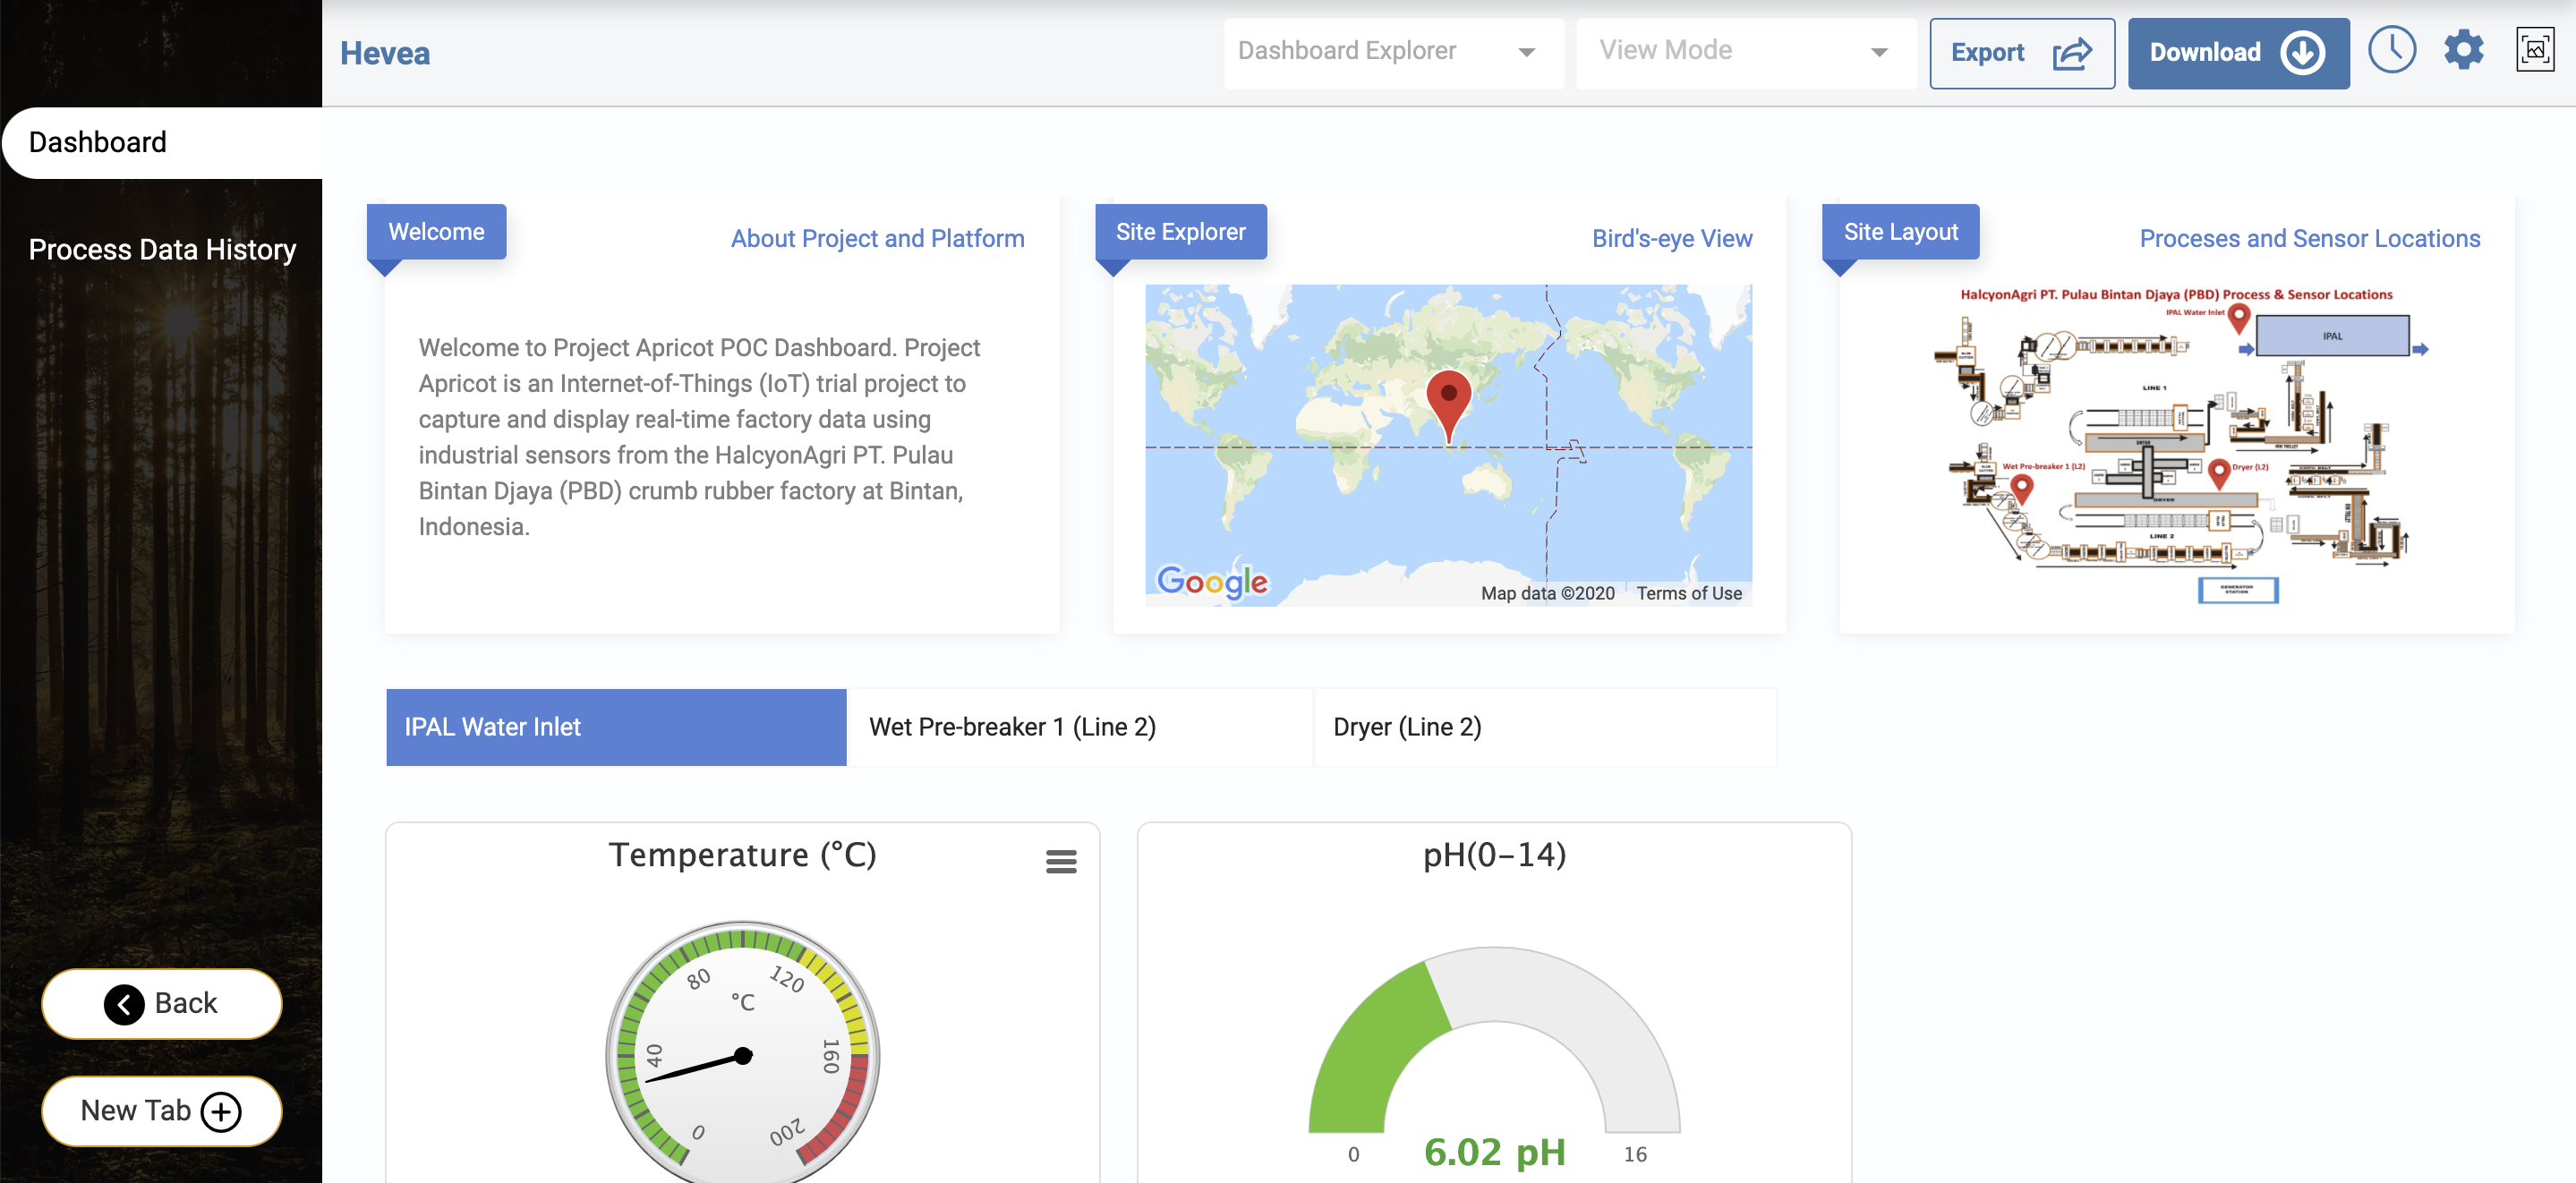 Hevea
Dashboard Explorer
View Mode
Export
Download
Dashboard
Process Data History
Back
New Tab
Welcome
About Project and Platform
Welcome to Project Apricot POC Dashboard. Project
Apricot is an Internet-of-Things (IoT) trial project to
capture and display real-time factory data using
industrial sensors from the HalcyonAgri PT. Pulau
Bintan Djaya (PBD) crumb rubber factory at Bintan,
Indonesia.
Site Explorer
Bird's-eye View
Google
Map data ©2020
Terms of Use
Site Layout
Proceses and Sensor Locations
HalcyonAgri PT. Pulau Bintan Djaya (PBD) Process & Sensor Locations
IPAL Water Inlet
IPAL
LINE 1
Wet Pre-breaker 1 (L2)
Dryer (L2)
LINE 2
GENERATOR
STATION
IPAL Water Inlet
Wet Pre-breaker 1 (Line 2)
Dryer (Line 2)
Temperature (°C)
0
40
80
120
160
200
°C
pH(0–14)
0
6.02 pH
16